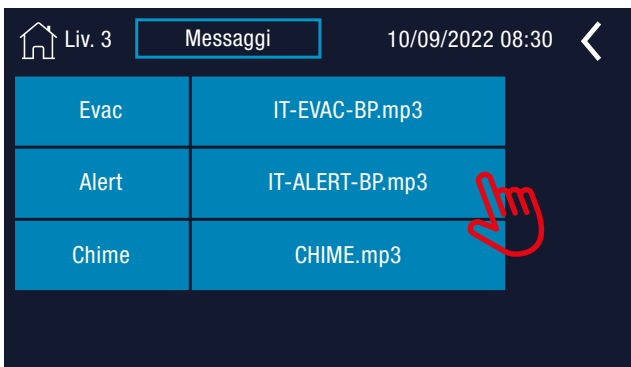 Liv. 3 Messaggi 10/09/2022 08:30
Evac IT-EVAC-BP.mp3
Alert IT-ALERT-BP.mp3
Chime CHIME.mp3